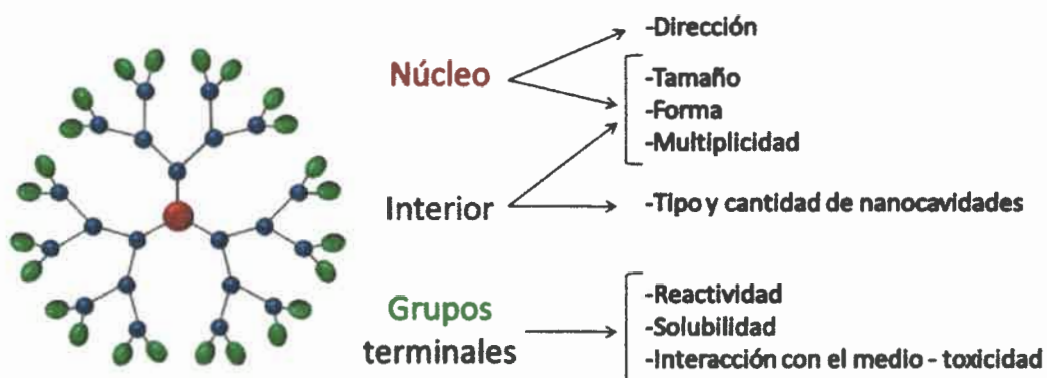 Núcleo
-Dirección
-Tamaño
-Forma
-Multiplicidad
Interior
-Tipo y cantidad de nanocavidades
Grupos
terminales
-Reactividad
-Solubilidad
-Interacción con el medio - toxicidad